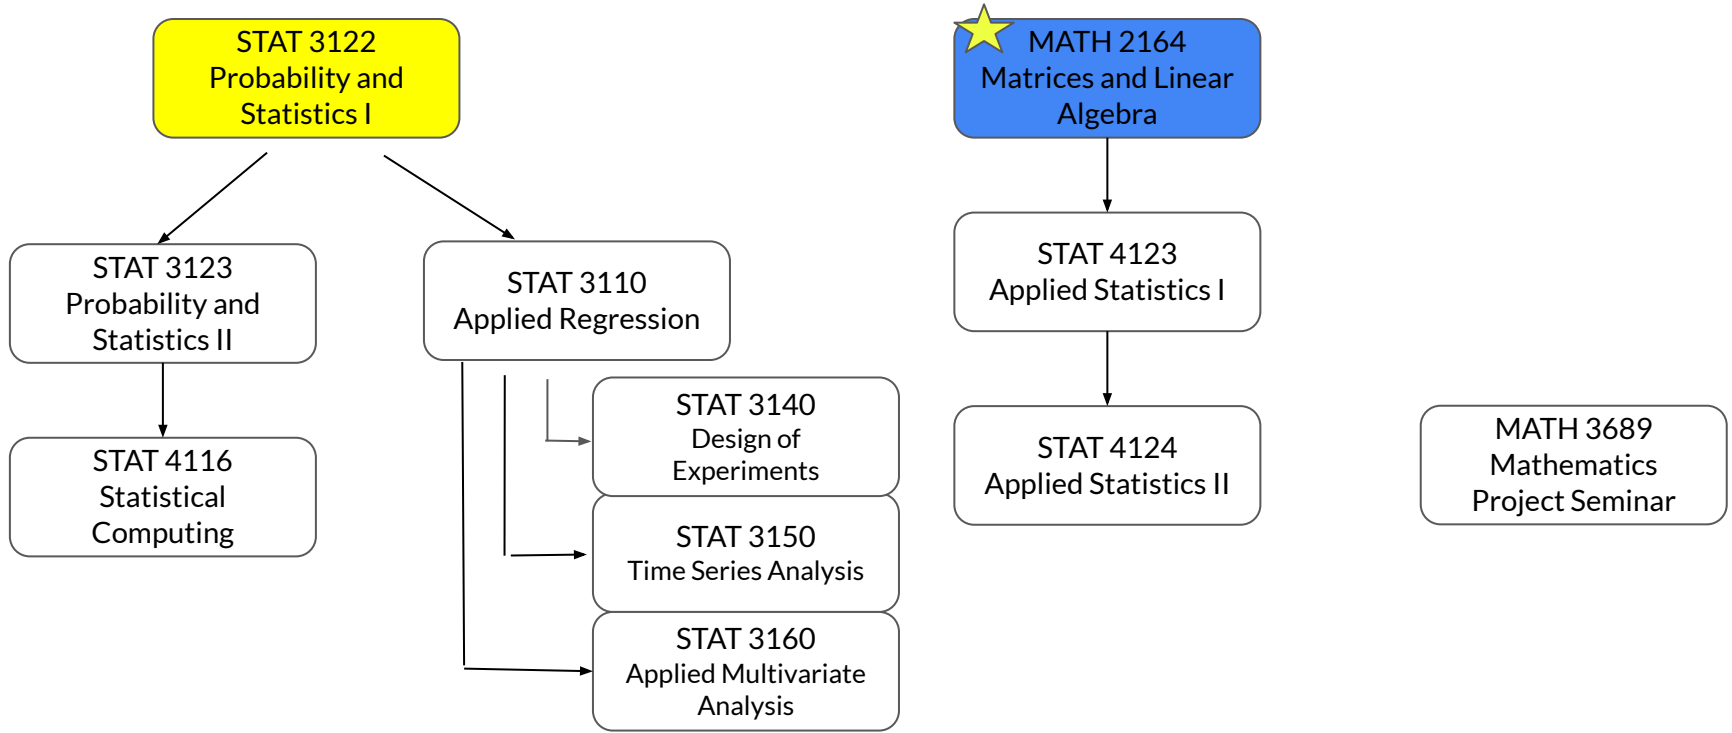 STAT 3122
Probability and
Statistics I
MATH 2164
Matrices and Linear
Algebra
STAT 3123
Probability and
Statistics II
STAT 3110
Applied Regression
STAT 4123
Applied Statistics I
STAT 4116
Statistical
Computing
STAT 3140
Design of
Experiments
STAT 3150
Time Series Analysis
STAT 3160
Applied Multivariate
Analysis
STAT 4124
Applied Statistics II
MATH 3689
Mathematics
Project Seminar